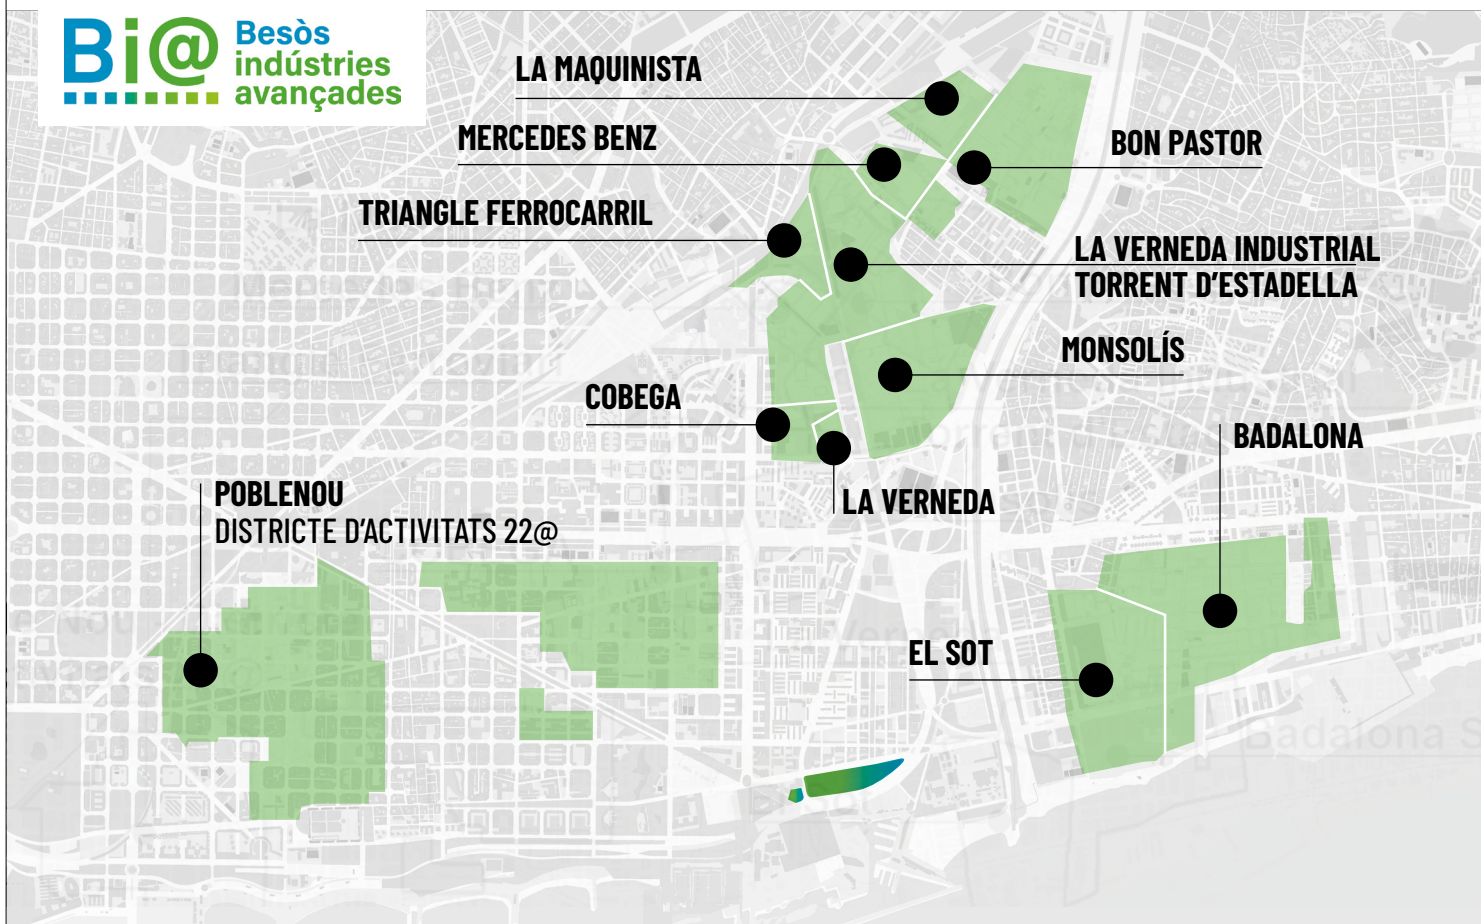 Bi@
Besòs
indústries
avançades
LA MAQUINISTA
MERCEDES BENZ
BON PASTOR
TRIANGLE FERROCARRIL
LA VERNEDA INDUSTRIAL
TORRENT D'ESTADELLA
MONSOLÍS
COBEGA
BADALONA
POBLENOU
DISTRICTE D'ACTIVITATS 22@
LA VERNEDA
EL SOT
Badalona S